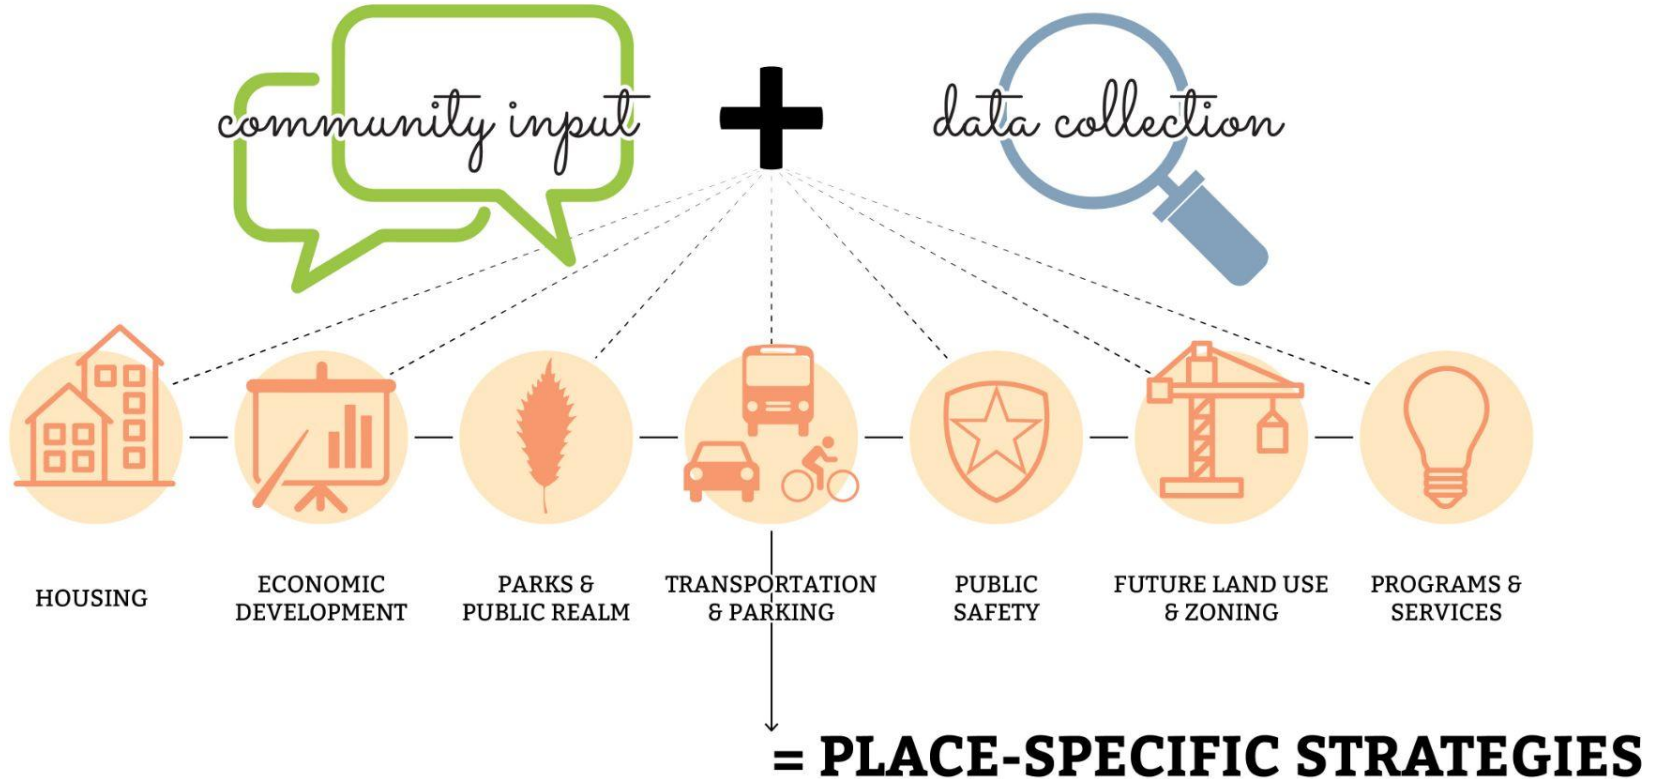 community input
data collection
HOUSING
ECONOMIC
DEVELOPMENT
PARKS &
PUBLIC REALM
TRANSPORTATION
& PARKING
PUBLIC
SAFETY
FUTURE LAND USE
& ZONING
PROGRAMS &
SERVICES
= PLACE-SPECIFIC STRATEGIES